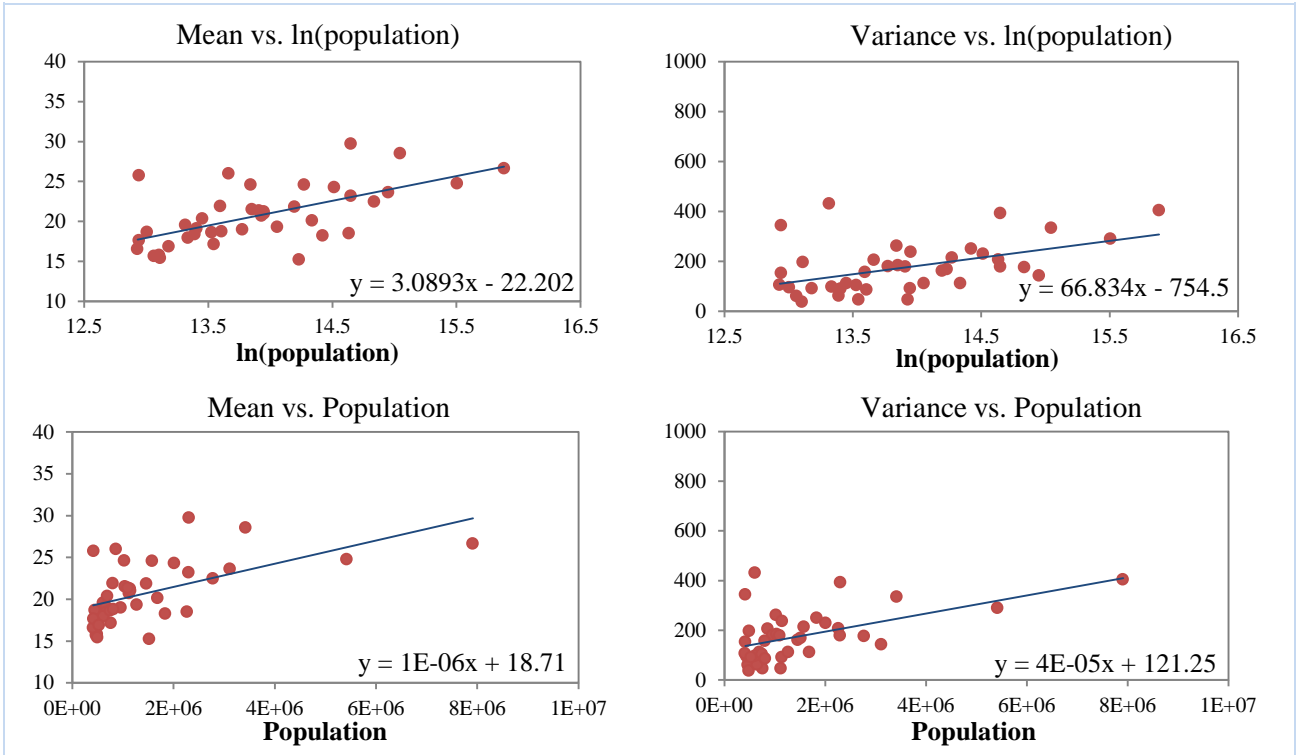 Mean vs. ln(population)
40
35
30
25
20
15
10
y = 3.0893x - 22.202
12.5 13.5 14.5 15.5 16.5
ln(population)
Variance vs. ln(population)
1000
800
600
400
200
0
y = 66.834x - 754.5
12.5 13.5 14.5 15.5 16.5
ln(population)
Mean vs. Population
40
35
30
25
20
15
10
y = 1E-06x + 18.71
0E+00 2E+06 4E+06 6E+06 8E+06 1E+07
Population
Variance vs. Population
1000
800
600
400
200
0
y = 4E-05x + 121.25
0E+00 2E+06 4E+06 6E+06 8E+06 1E+07
Population